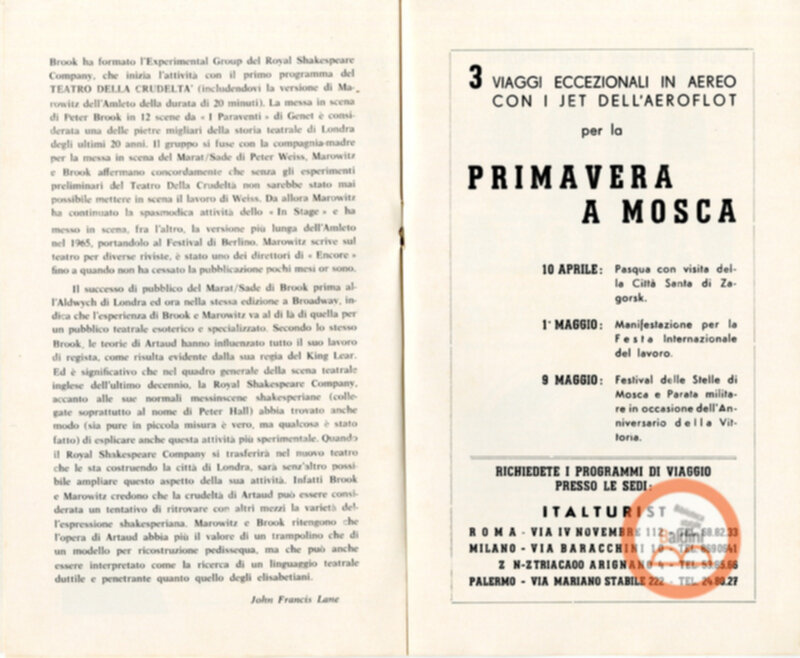 Brook ha formato l'Experimental Group del Royal Shakespeare
Company, che inizia l'attività con il primo programma del
TEATRO DELLA CRUDELTA' (includendovi la versione di Ma-
rowitz dell'Amleto della durata di 20 minuti). La messa in scena
di Peter Brook in 12 scene da « I Paraventi » di Genet è consi-
derata una delle pietre migliari della storia teatrale di Londra
degli ultimi 20 anni. Il gruppo si fuse con la compagnia-madre
per la messa in scena del Marat/Sade di Peter Weiss, Marowitz
e Brook affermano concordamente che senza gli esperimenti
preliminari del Teatro Della Crudeltà non sarebbe stato mai
possibile mettere in scena il lavoro di Weiss. Da allora Marowitz
ha continuato la spasmodica attività dello « In Stage » e ha
messo in scena, fra l'altro, la versione più lunga dell'Amleto
nel 1965, portandolo al Festival di Berlino. Marowitz scrive sul
teatro per diverse riviste, è stato uno dei direttori di « Encore »
fino a quando non ha cessato la pubblicazione pochi mesi or sono.
Il successo di pubblico del Marat/Sade di Brook prima al-
l'Aldwych di Londra ed ora nella stessa edizione a Broadway, in-
dica che l'esperienza di Brook e Marowitz va al di là di quella per
un pubblico teatrale esoterico e specializzato. Secondo lo stesso
Brook, le teorie di Artaud hanno influenzato tutto il suo lavoro
di regista, come risulta evidente dalla sua regia del King Lear.
Ed è significativo che nel quadro generale della scena teatrale
inglese dell'ultimo decennio, la Royal Shakespeare Company,
accanto alle sue normali messinscene shakesperiane (colle-
gate soprattutto al nome di Peter Hall) abbia trovato anche
modo (sia pure in piccola misura è vero, ma qualcosa è stato
fatto) di esplicare anche questa attività più sperimentale. Quando
il Royal Shakespeare Company si trasferirà nel nuovo teatro
che le sta costruendo la città di Londra, sarà senz'altro possi-
bile ampliare questo aspetto della sua attività. Infatti Brook
e Marowitz credono che la crudeltà di Artaud può essere consi-
derata un tentativo di ritrovare con altri mezzi la varietà del-
l'espressione shakesperiana. Marowitz e Brook ritengono che
l'opera di Artaud abbia più il valore di un trampolino che di
un modello per ricostruzione pedissequa, ma che può anche
essere interpretato come la ricerca di un linguaggio teatrale
duttile e penetrante quanto quello degli elisabetiani.
John Francis Lane
3 VIAGGI ECCEZIONALI IN AEREO
CON I JET DELL'AEROFLOT
per la
PRIMAVERA
A MOSCA
10 APRILE: Pasqua con visita del-
la Città Santa di Za-
gorsk.
1° MAGGIO: Manifestazione per la
Festa Internazionale
del lavoro.
9 MAGGIO: Festival delle Stelle di
Mosca e Parata milita-
re in occasione dell'An-
niversario della Vit-
toria.
RICHIEDETE I PROGRAMMI DI VIAGGIO
PRESSO LE SEDI:
ITALTURIST
ROMA - VIA IV NOVEMBRE 112 - TEL. 68.82.33
MILANO - VIA BARACCHINI 10 - TEL.
Z N-ZTRIACA00 ARIGNANO 4 - TEL.
PALERMO - VIA MARIANO STABILE 222 - TEL. 24.80.27
Baldini